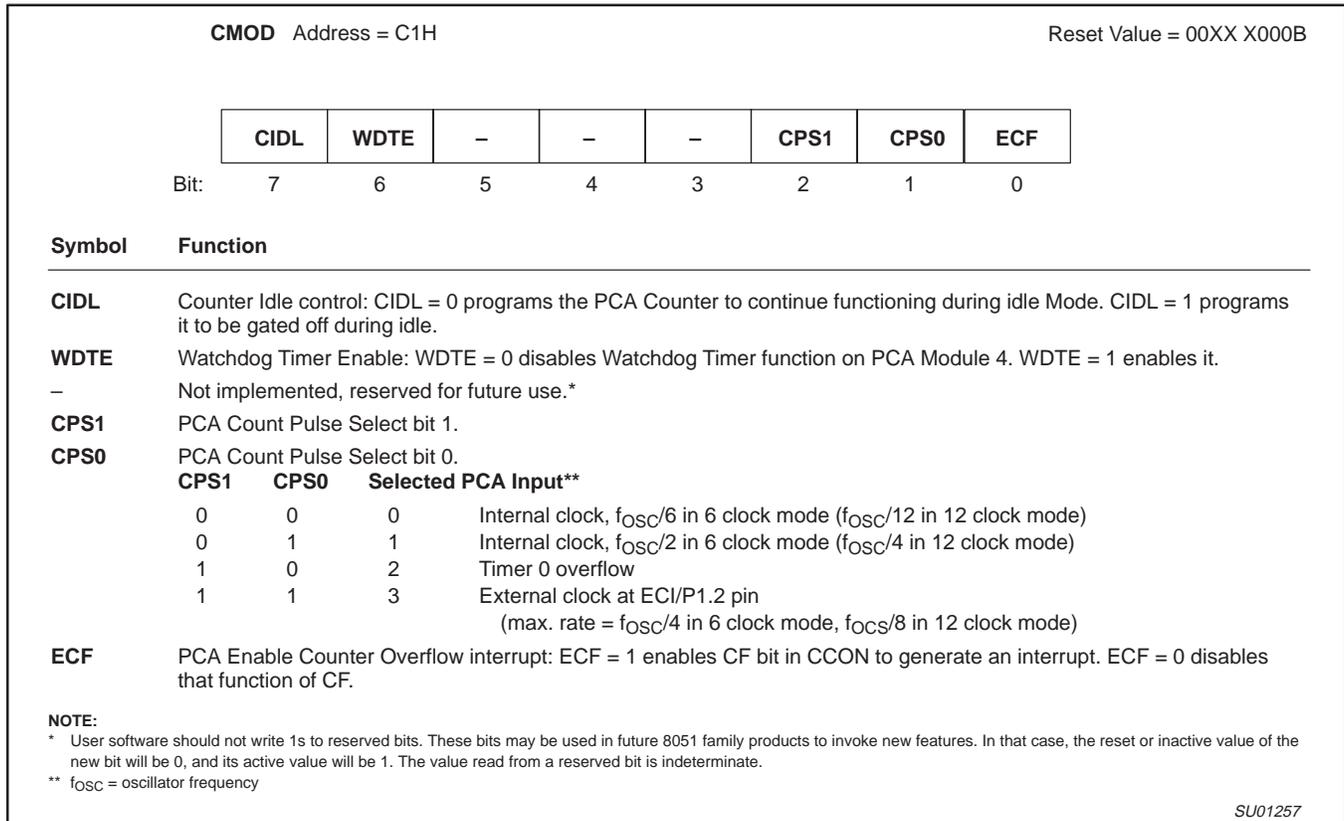 CMOD Address = C1H Reset Value = 00XX X000B
CIDL WDTE – – – CPS1 CPS0 ECF
Bit: 7 6 5 4 3 2 1 0
Symbol Function
CIDL Counter Idle control: CIDL = 0 programs the PCA Counter to continue functioning during idle Mode. CIDL = 1 programs
it to be gated off during idle.
WDTE Watchdog Timer Enable: WDTE = 0 disables Watchdog Timer function on PCA Module 4. WDTE = 1 enables it.
– Not implemented, reserved for future use.*
CPS1 PCA Count Pulse Select bit 1.
CPS0 PCA Count Pulse Select bit 0.
CPS1 CPS0 Selected PCA Input**
0 0 0 Internal clock, fOSC/6 in 6 clock mode (fOSC/12 in 12 clock mode)
0 1 1 Internal clock, fOSC/2 in 6 clock mode (fOSC/4 in 12 clock mode)
1 0 2 Timer 0 overflow
1 1 3 External clock at ECI/P1.2 pin
(max. rate = fOSC/4 in 6 clock mode, fOCS/8 in 12 clock mode)
ECF PCA Enable Counter Overflow interrupt: ECF = 1 enables CF bit in CCON to generate an interrupt. ECF = 0 disables
that function of CF.
NOTE:
* User software should not write 1s to reserved bits. These bits may be used in future 8051 family products to invoke new features. In that case, the reset or inactive value of the
new bit will be 0, and its active value will be 1. The value read from a reserved bit is indeterminate.
** fOSC = oscillator frequency
SU01257